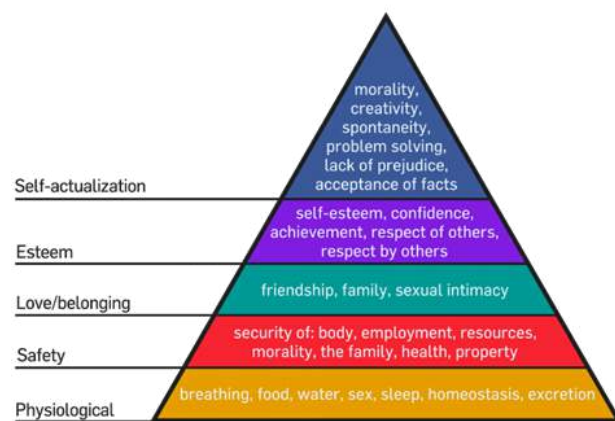 morality,
creativity,
spontaneity,
problem solving,
lack of prejudice,
acceptance of facts
Self-actualization
self-esteem, confidence,
achievement, respect of others,
respect by others
Esteem
friendship, family, sexual intimacy
Love/belonging
security of: body, employment, resources,
morality, the family, health, property
Safety
breathing, food, water, sex, sleep, homeostasis, excretion
Physiological